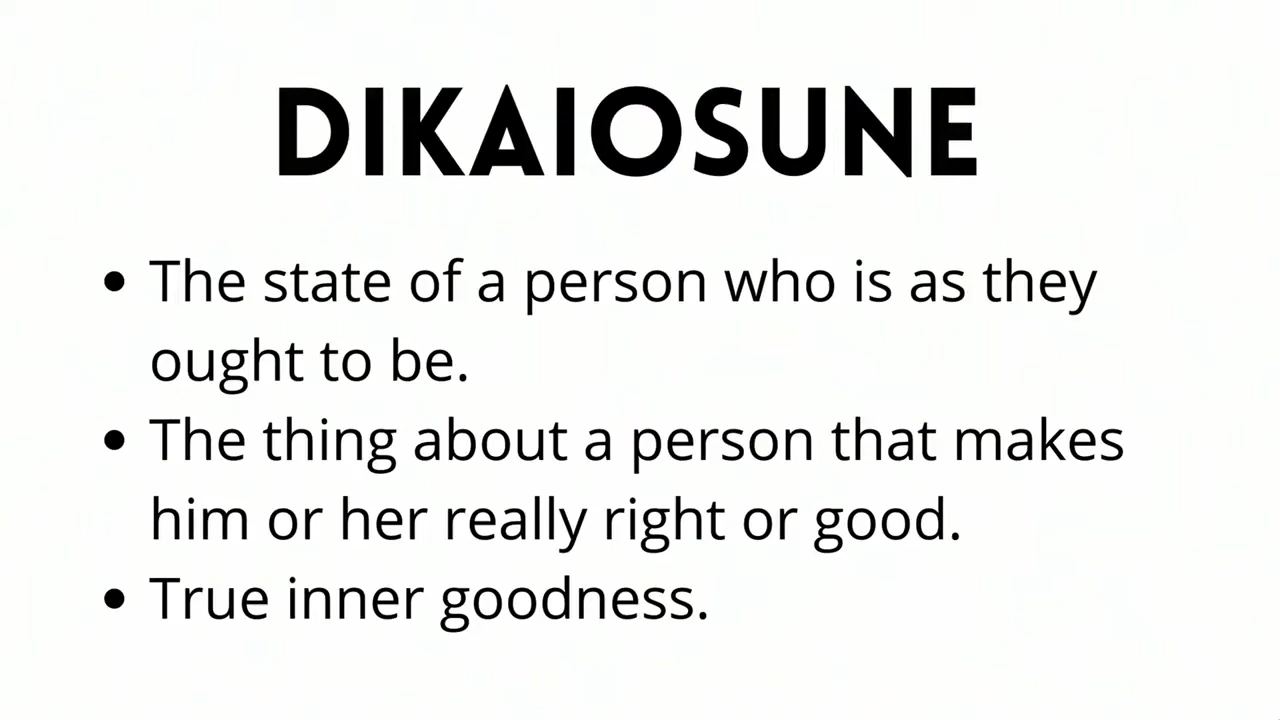 DIKAIOSUNE
• The state of a person who is as they
ought to be.
• The thing about a person that makes
him or her really right or good.
• True inner goodness.